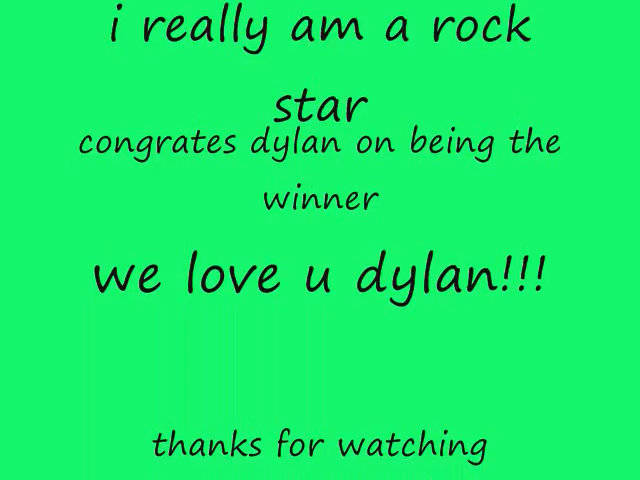 i really am a rock
star
congrates dylan on being the
winner
we love u dylan!!!
thanks for watching